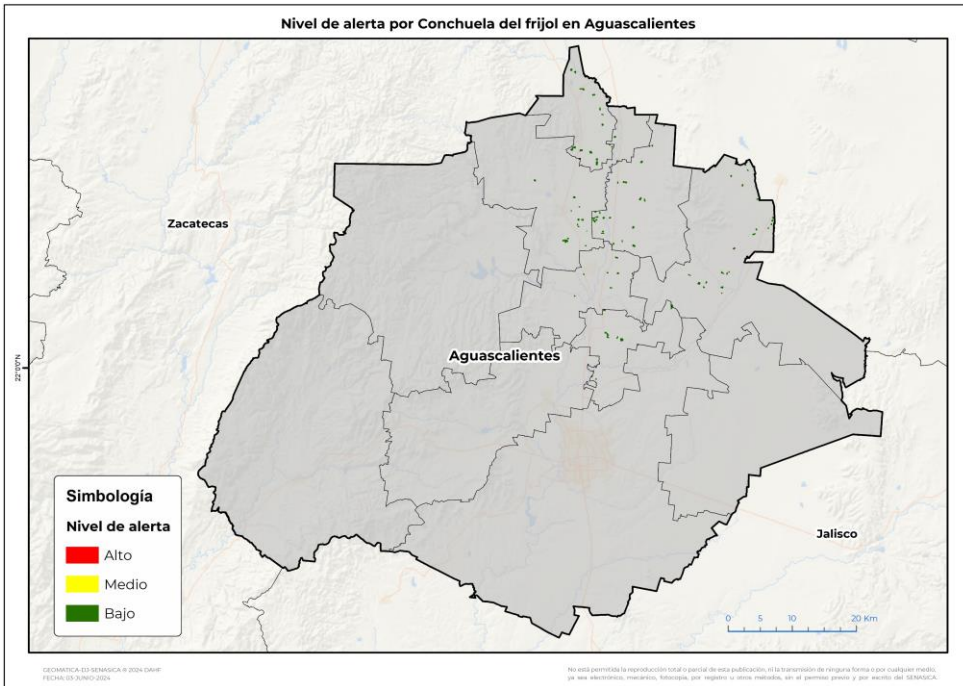 Nivel de alerta por Conchuela del frijol en Aguascalientes
Zacatecas
22°0'0"N
Aguascalientes
Simbología
Nivel de alerta
Alto
Medio
Bajo
Jalisco
0 5 10 20 Km
GEOMATICA-DJ-SENASICA ® 2024 DAHF
FECHA: 03-JUNIO-2024
No está permitida la reproducción total o parcial de esta publicación, ni la transmisión de ninguna forma o por cualquier medio,
ya sea electrónico, mecánico, fotocopia, por registro u otros métodos, sin el permiso previo y por escrito del SENASICA.